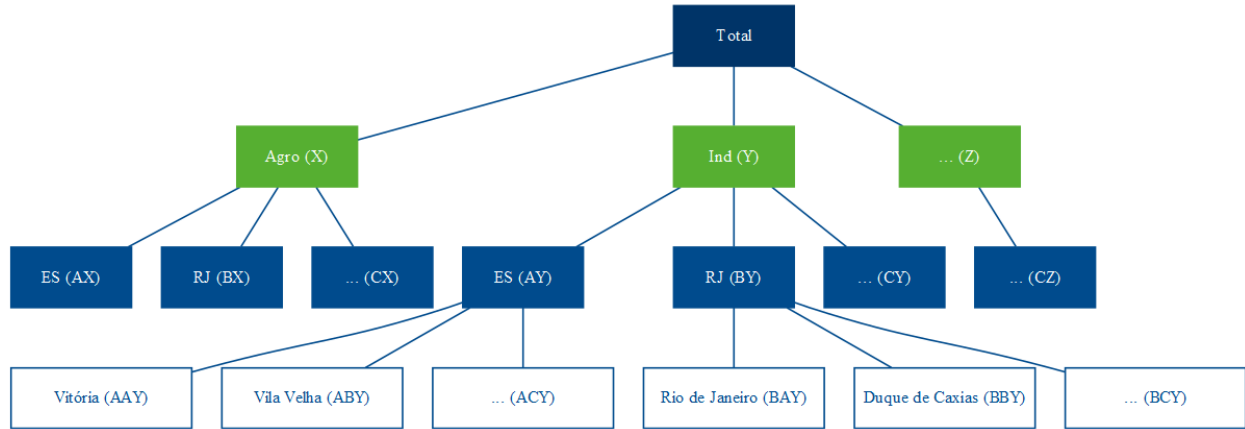 Total
Agro (X)
Ind (Y)
... (Z)
ES (AX)
RJ (BX)
... (CX)
ES (AY)
RJ (BY)
... (CY)
... (CZ)
Vitória (AAY)
Vila Velha (ABY)
... (ACY)
Rio de Janeiro (BAY)
Duque de Caxias (BBY)
... (BCY)